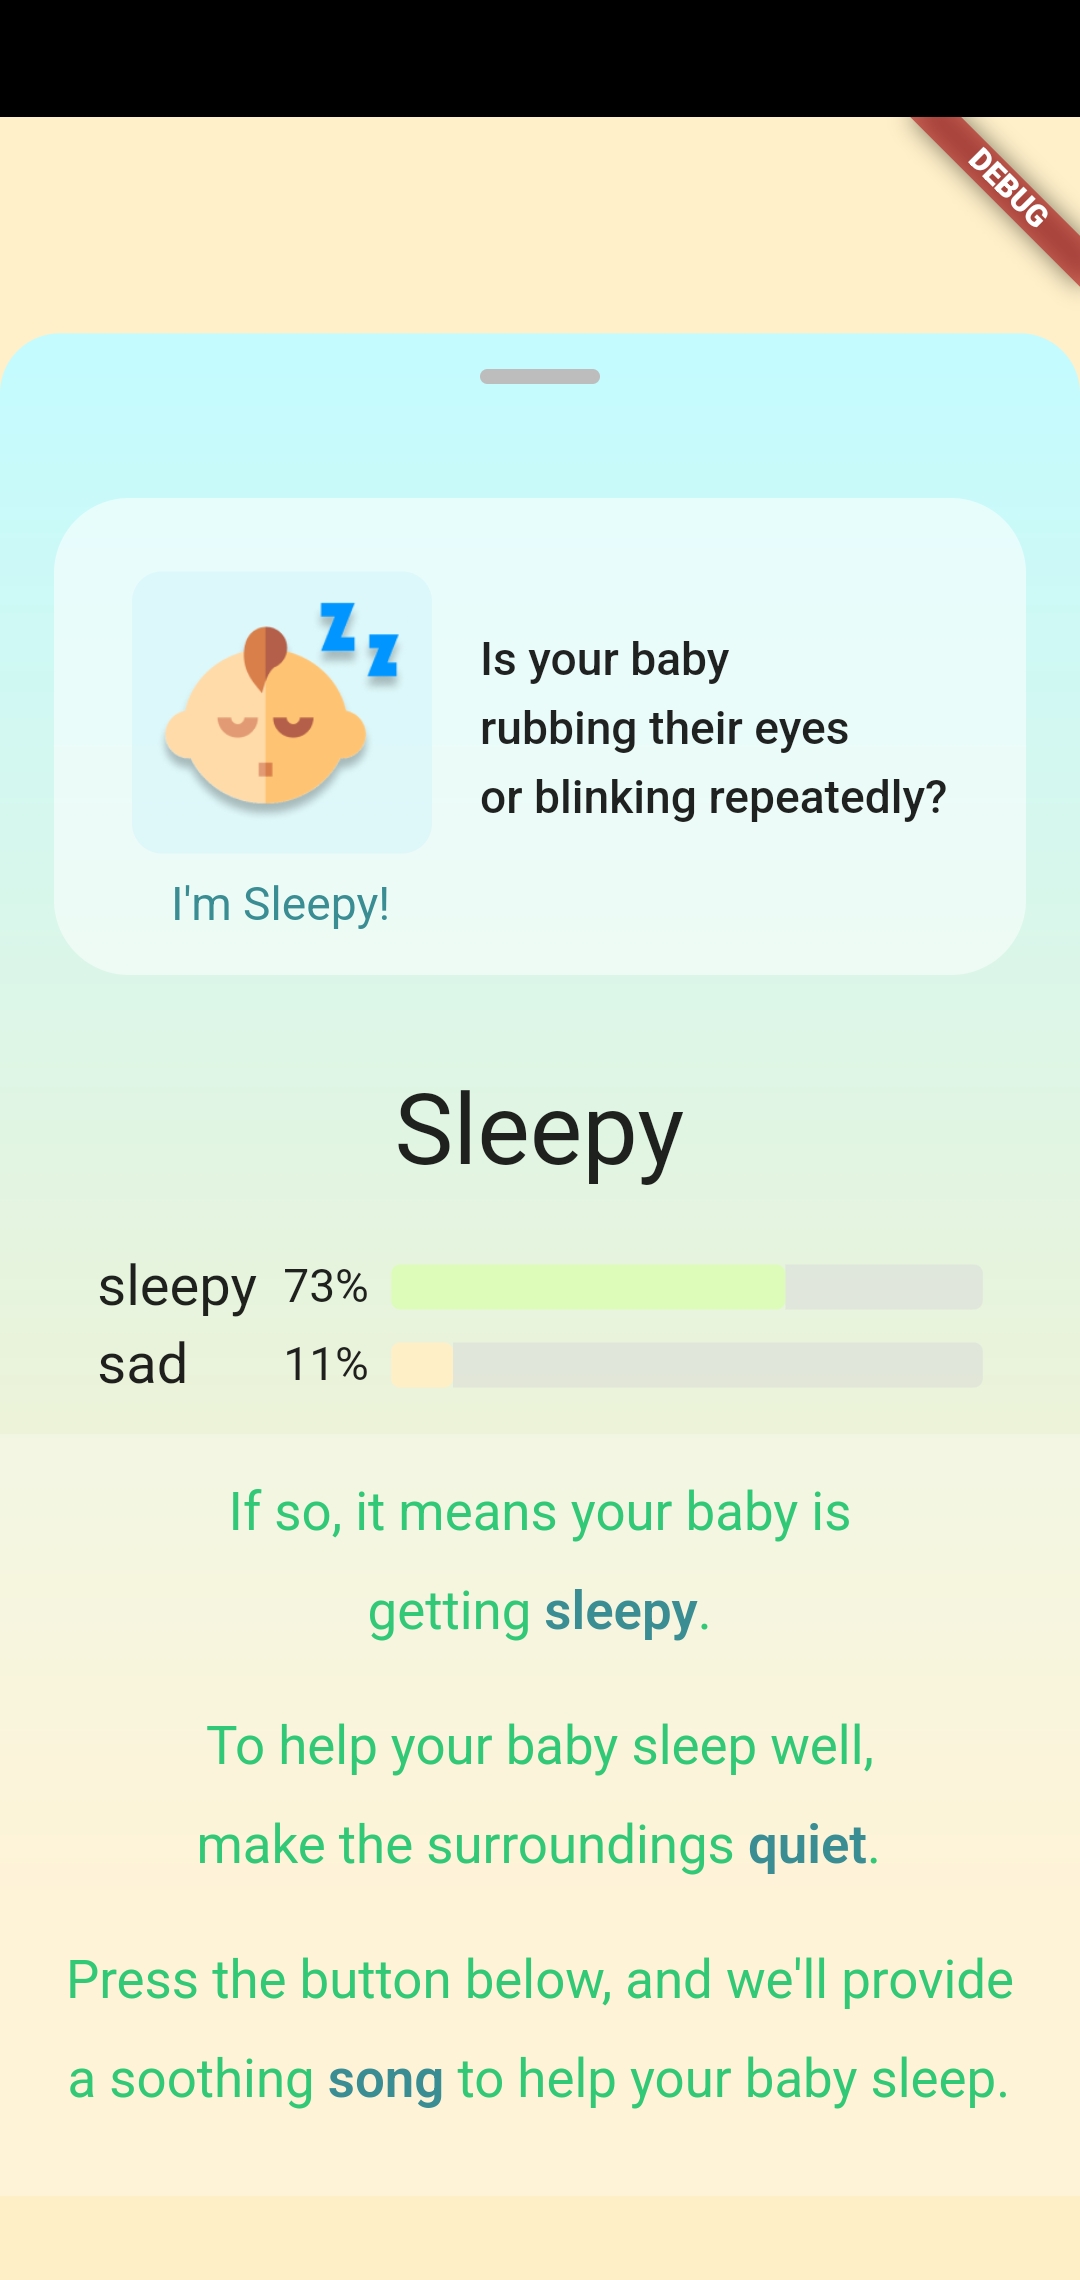 DEBUG
Is your baby
rubbing their eyes
or blinking repeatedly?
I'm Sleepy!
Sleepy
sleepy 73%
sad 11%
If so, it means your baby is
getting sleepy.
To help your baby sleep well,
make the surroundings quiet.
Press the button below, and we'll provide
a soothing song to help your baby sleep.